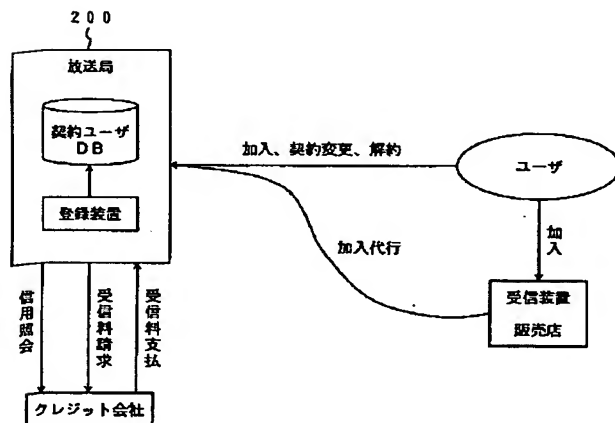 200
放送局
契約ユーザ
DB
登録装置
加入、契約変更、解約
ユーザ
加入代行
加入
受信装置
販売店
信用照会
受信料請求
受信料支払
クレジット会社